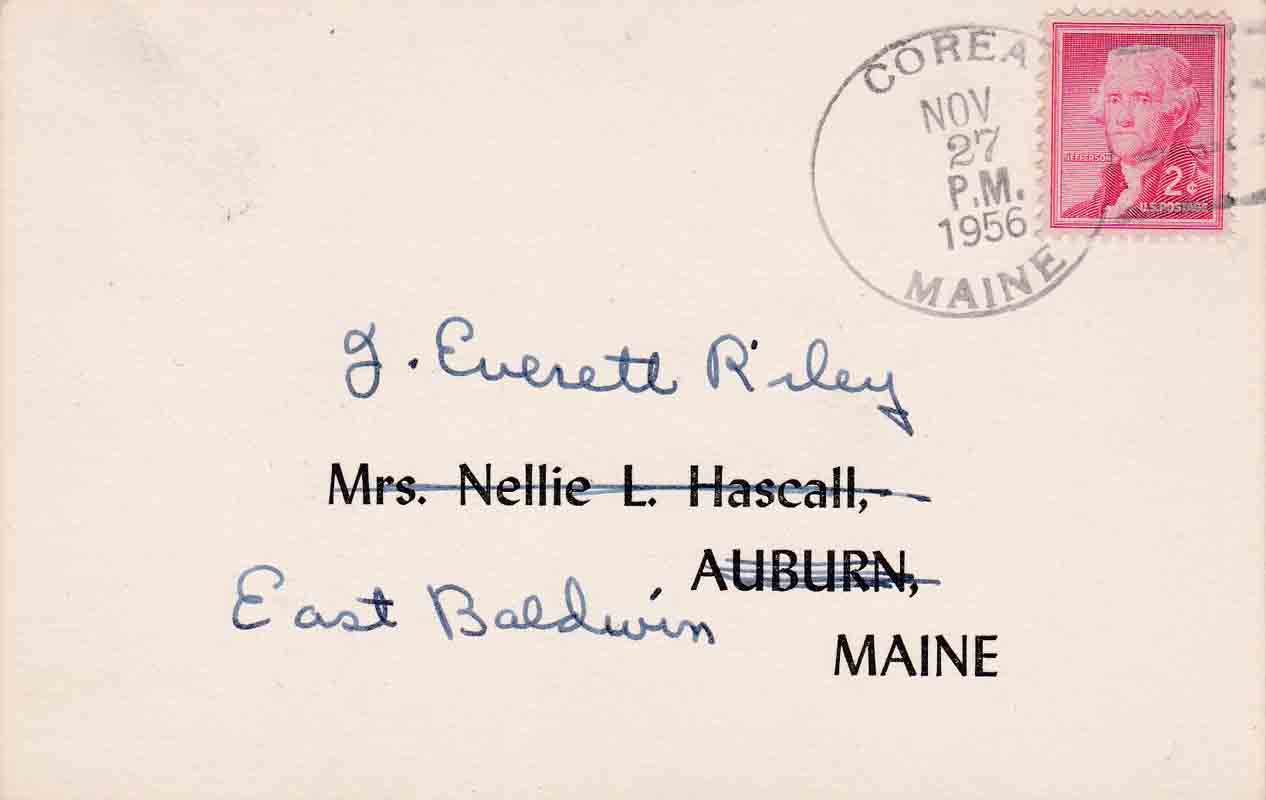 COREA
NOV
27
P.M.
1956
MAINE
JEFFERSON
2¢
U.S. POSTAGE
J. Everett Riley
Mrs. Nellie L. Hascall,
AUBURN,
East Baldwin
MAINE